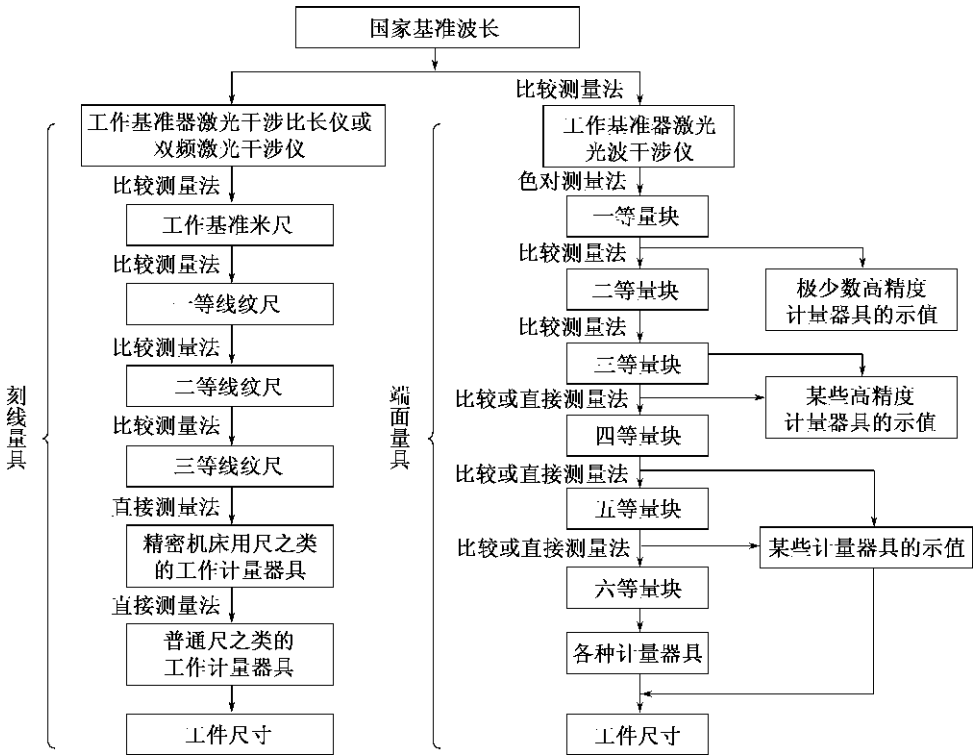 国家基准波长
刻线量具
工作基准器激光干涉比长仪或
双频激光干涉仪
比较测量法
工作基准米尺
比较测量法
一等线纹尺
比较测量法
二等线纹尺
比较测量法
三等线纹尺
直接测量法
精密机床用尺之类
的工作计量器具
直接测量法
普通尺之类的
工作计量器具
工件尺寸
端面量具
比较测量法
工作基准器激光
光波干涉仪
色对测量法
一等量块
比较测量法
二等量块
极少数高精度
计量器具的示值
比较测量法
三等量块
比较或直接测量法
某些高精度
计量器具的示值
四等量块
比较或直接测量法
五等量块
比较或直接测量法
某些计量器具的示值
六等量块
各种计量器具
工件尺寸